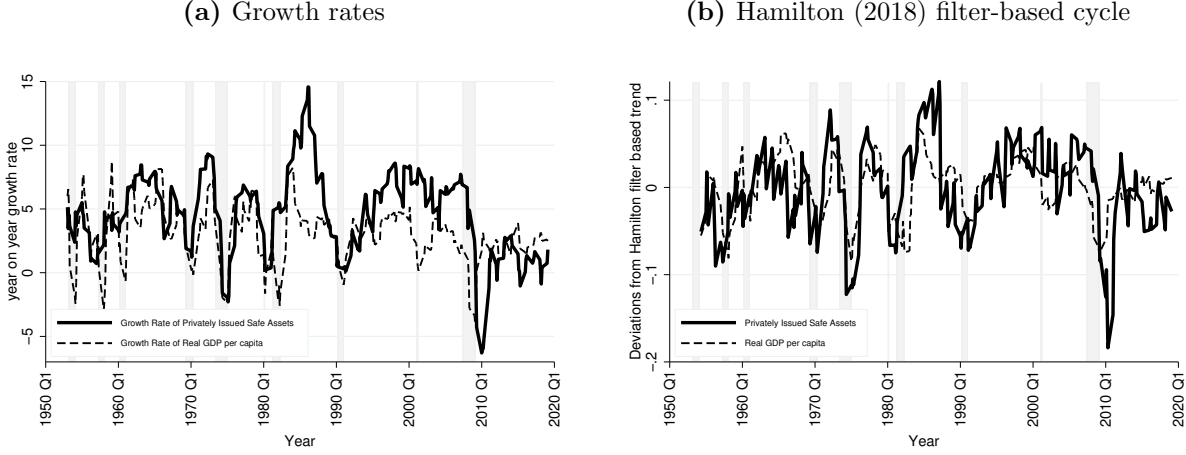 (a) Growth rates
year on year growth rate
15
10
5
0
−5
Growth Rate of Privately Issued Safe Assets
Growth Rate of Real GDP per capita
1950 Q1
1960 Q1
1970 Q1
1980 Q1
1990 Q1
2000 Q1
2010 Q1
2020 Q1
Year
(b) Hamilton (2018) filter-based cycle
Deviations from Hamilton filter based trend
.1
0
−.1
−.2
Privately Issued Safe Assets
Real GDP per capita
1950 Q1
1960 Q1
1970 Q1
1980 Q1
1990 Q1
2000 Q1
2010 Q1
2020 Q1
Year